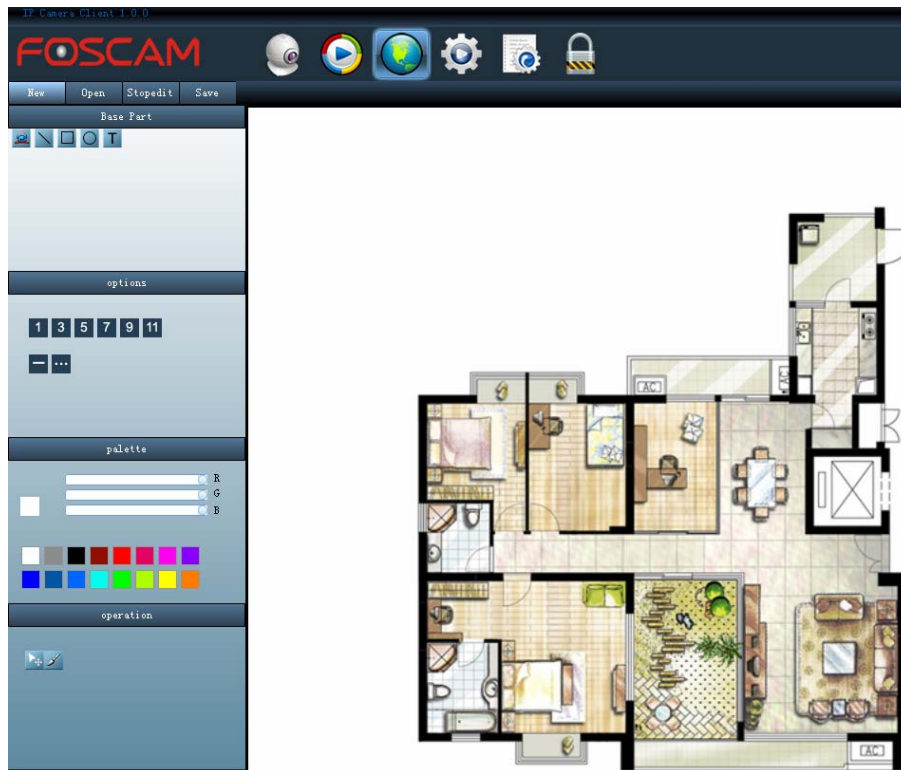 IP Camera Client 1.0.0
FOSCAM
New Open Stopedit Save
Base Part
T
options
1 3 5 7 9 11
palette
R
G
B
operation
AC
AC
AC